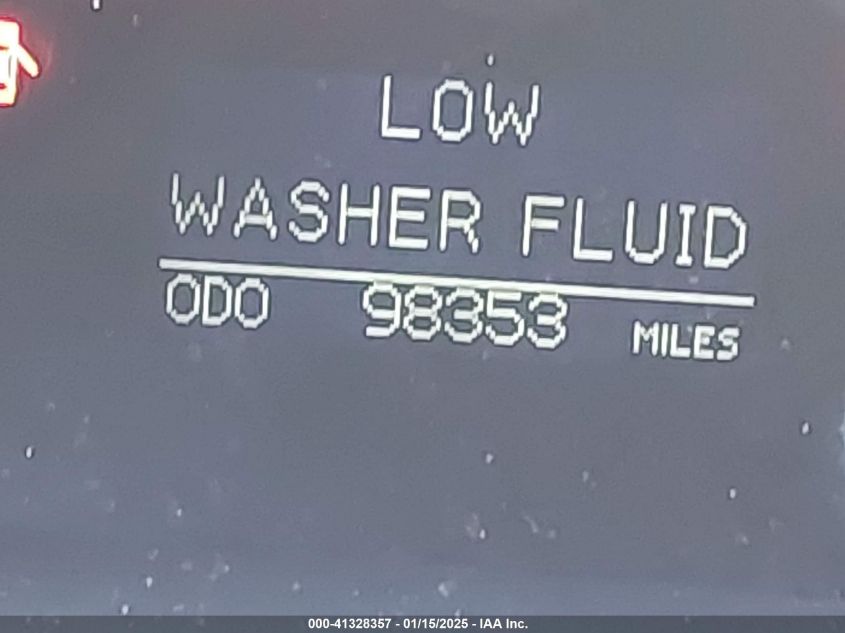 LOW
WASHER FLUID
ODO 98353 MILES
000-41328357 - 01/15/2025 - IAA Inc.